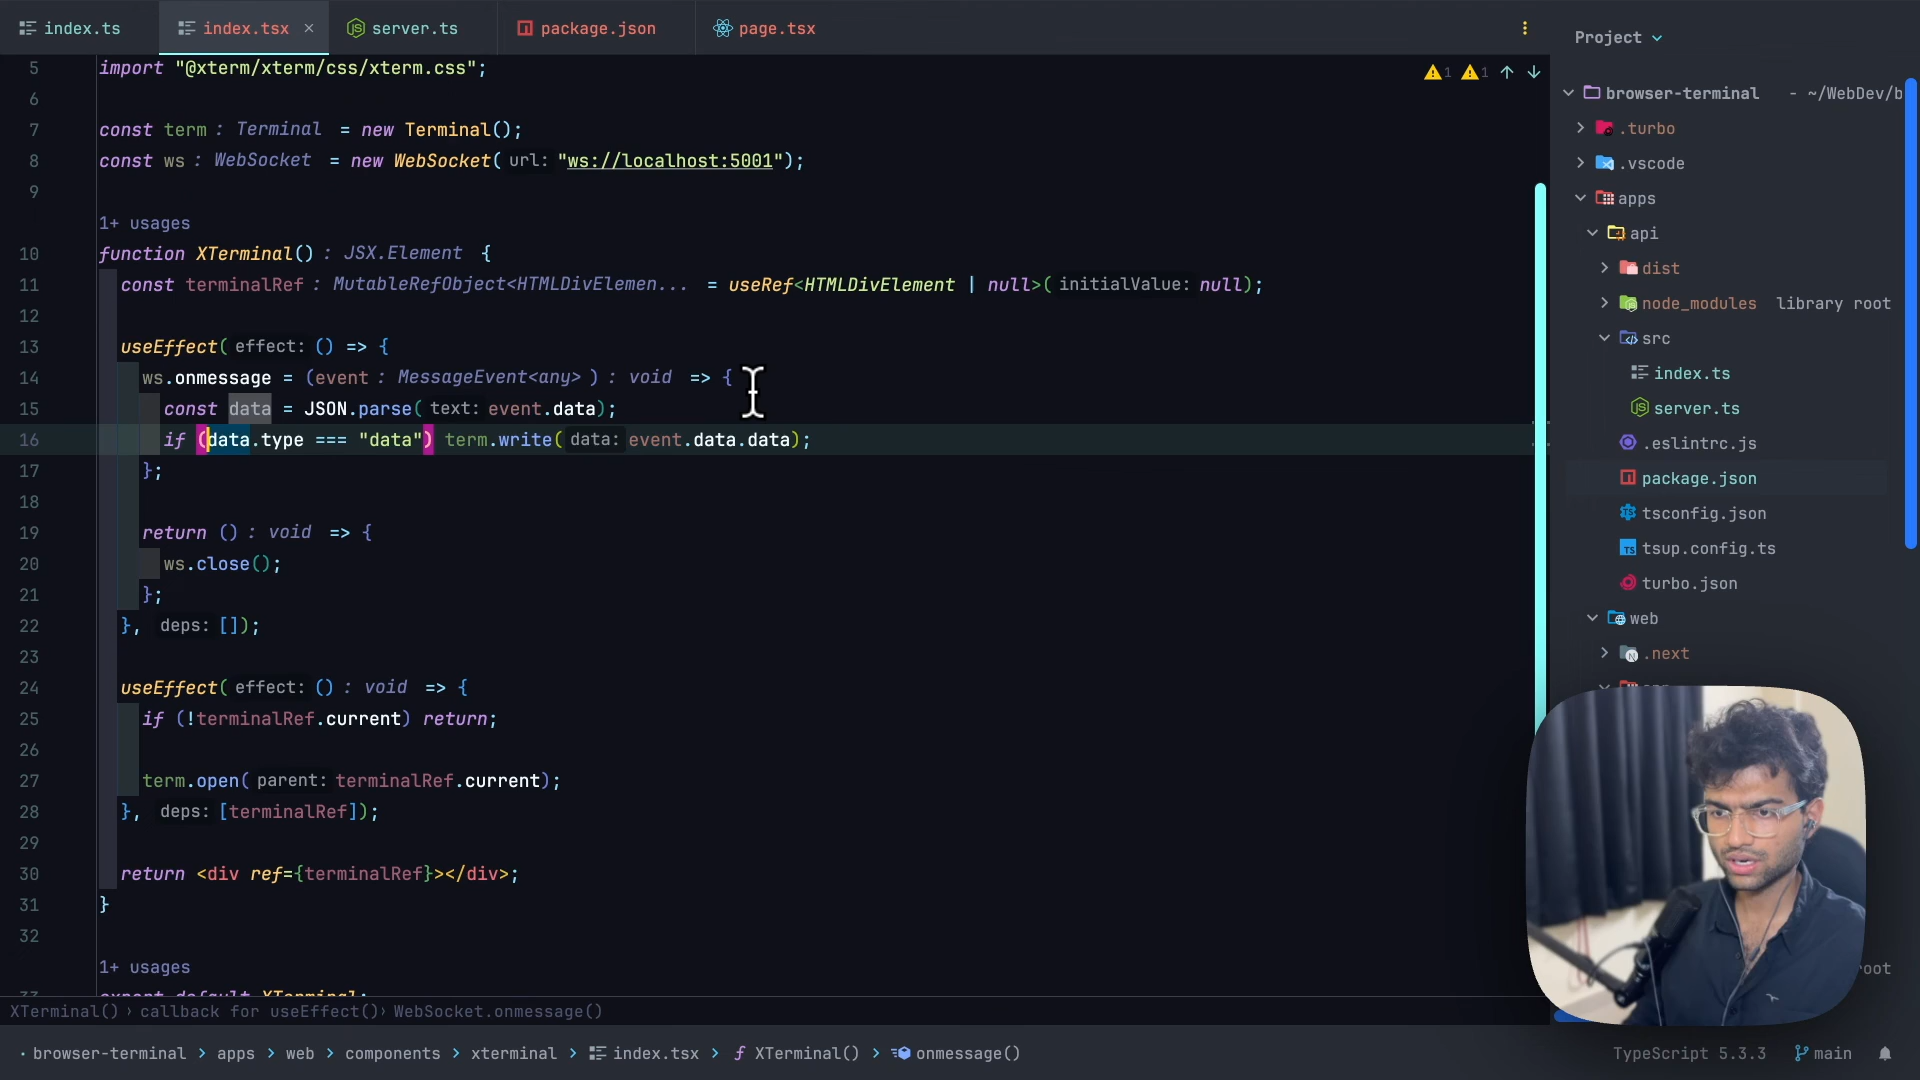 index.ts
index.tsx ×
server.ts
package.json
page.tsx
Project
5 import "@xterm/xterm/css/xterm.css";
1 1
6
7 const term : Terminal = new Terminal();
8 const ws : WebSocket = new WebSocket( url: "ws://localhost:5001");
9
1+ usages
10 function XTerminal() : JSX.Element {
11 const terminalRef : MutableRefObject<HTMLDivElemen... = useRef<HTMLDivElement | null>( initialValue: null);
12
13 useEffect( effect: () => {
14 ws.onmessage = (event : MessageEvent<any> ) : void => {
15 const data = JSON.parse( text: event.data);
16 if (data.type === "data") term.write( data: event.data.data);
17 };
18
19 return () : void => {
20 ws.close();
21 };
22 }, deps: []);
23
24 useEffect( effect: () : void => {
25 if (!terminalRef.current) return;
26
27 term.open( parent: terminalRef.current);
28 }, deps: [terminalRef]);
29
30 return <div ref={terminalRef}></div>;
31 }
32
1+ usages
33 export default XTerminal;
XTerminal() › callback for useEffect() › WebSocket.onmessage()
browser-terminal - ~/WebDev/b
.turbo
.vscode
apps
api
dist
node_modules library root
src
index.ts
server.ts
.eslintrc.js
package.json
tsconfig.json
tsup.config.ts
turbo.json
web
.next
root
browser-terminal › apps › web › components › xterminal › index.tsx › XTerminal() › onmessage()
TypeScript 5.3.3 main